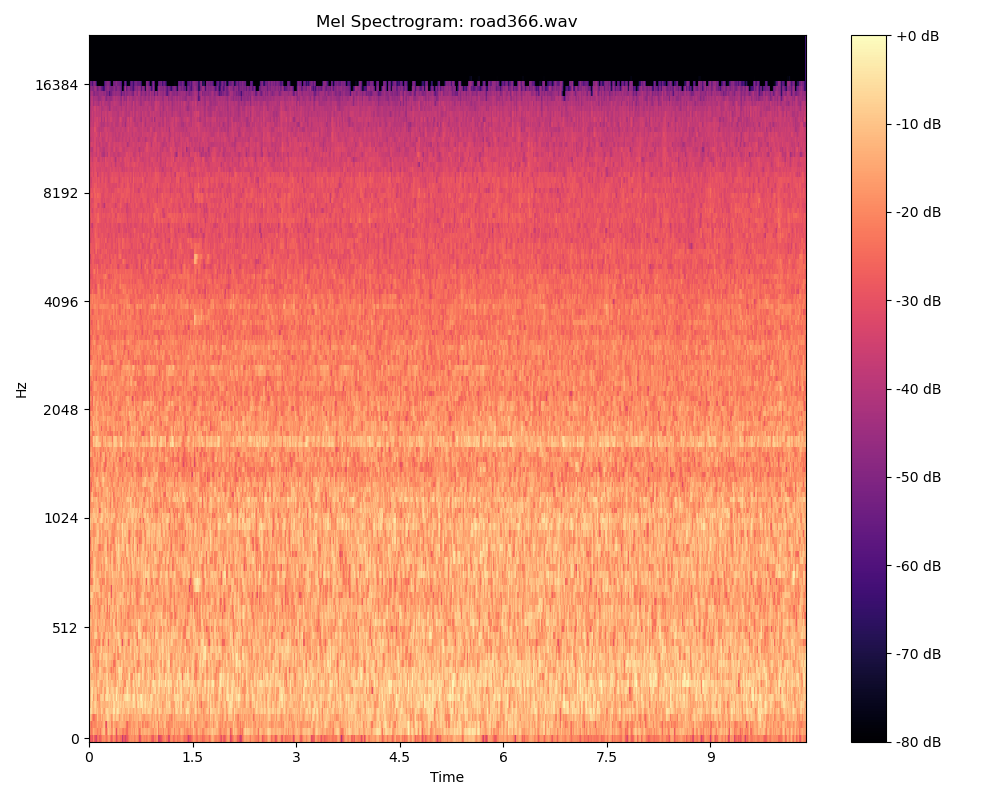 Mel Spectrogram: road366.wav
+0 dB
16384
-10 dB
8192
-20 dB
4096
-30 dB
Hz
2048
-40 dB
-50 dB
1024
-60 dB
512
-70 dB
0
-80 dB
0 1.5 3 4.5 6 7.5 9
Time